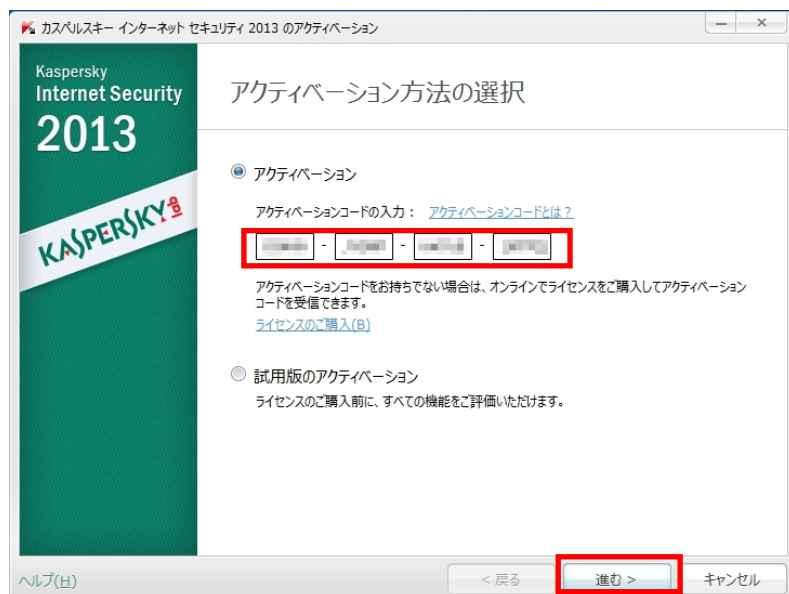 カスペルスキー インターネット セキュリティ 2013 のアクティベーション
Kaspersky
Internet Security
2013
KASPERSKY lab
アクティベーション方法の選択
アクティベーション
アクティベーションコードの入力： アクティベーションコードとは？
- - -
アクティベーションコードをお持ちでない場合は、オンラインでライセンスをご購入してアクティベーション
コードを受信できます。
ライセンスのご購入(B)
試用版のアクティベーション
ライセンスのご購入前に、すべての機能をご評価いただけます。
ヘルプ(H)
< 戻る
進む >
キャンセル